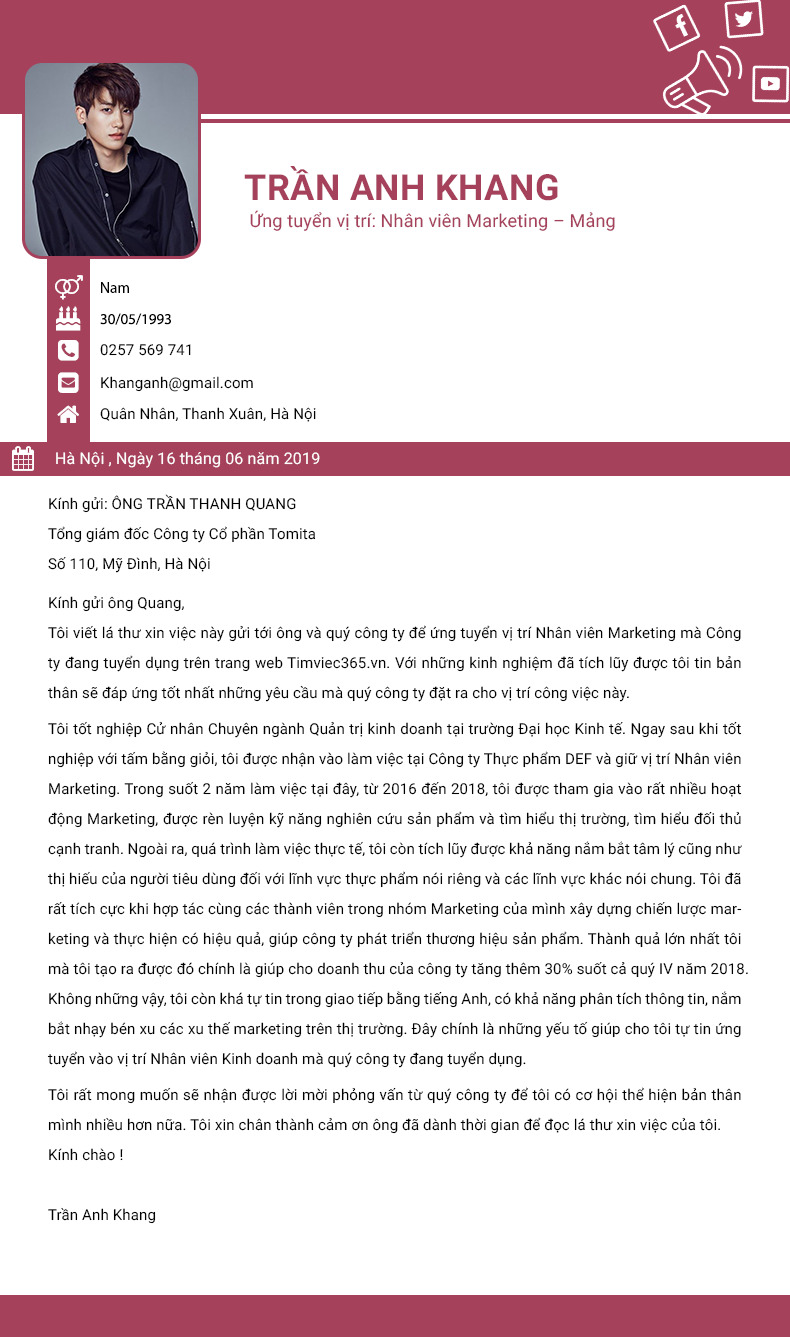 TRẦN ANH KHANG
Ứng tuyển vị trí: Nhân viên Marketing – Mảng
Nam
30/05/1993
0257 569 741
Khanganh@gmail.com
Quân Nhân, Thanh Xuân, Hà Nội
Hà Nội , Ngày 16 tháng 06 năm 2019
Kính gửi: ÔNG TRẦN THANH QUANG
Tổng giám đốc Công ty Cổ phần Tomita
Số 110, Mỹ Đình, Hà Nội
Kính gửi ông Quang,
Tôi viết lá thư xin việc này gửi tới ông và quý công ty để ứng tuyển vị trí Nhân viên Marketing mà Công
ty đang tuyển dụng trên trang web Timviec365.vn. Với những kinh nghiệm đã tích lũy được tôi tin bản
thân sẽ đáp ứng tốt nhất những yêu cầu mà quý công ty đặt ra cho vị trí công việc này.
Tôi tốt nghiệp Cử nhân Chuyên ngành Quản trị kinh doanh tại trường Đại học Kinh tế. Ngay sau khi tốt
nghiệp với tấm bằng giỏi, tôi được nhận vào làm việc tại Công ty Thực phẩm DEF và giữ vị trí Nhân viên
Marketing. Trong suốt 2 năm làm việc tại đây, từ 2016 đến 2018, tôi được tham gia vào rất nhiều hoạt
động Marketing, được rèn luyện kỹ năng nghiên cứu sản phẩm và tìm hiểu thị trường, tìm hiểu đối thủ
cạnh tranh. Ngoài ra, quá trình làm việc thực tế, tôi còn tích lũy được khả năng nắm bắt tâm lý cũng như
thị hiếu của người tiêu dùng đối với lĩnh vực thực phẩm nói riêng và các lĩnh vực khác nói chung. Tôi đã
rất tích cực khi hợp tác cùng các thành viên trong nhóm Marketing của mình xây dựng chiến lược mar-
keting và thực hiện có hiệu quả, giúp công ty phát triển thương hiệu sản phẩm. Thành quả lớn nhất tôi
mà tôi tạo ra được đó chính là giúp cho doanh thu của công ty tăng thêm 30% suốt cả quý IV năm 2018.
Không những vậy, tôi còn khá tự tin trong giao tiếp bằng tiếng Anh, có khả năng phân tích thông tin, nắm
bắt nhạy bén xu các xu thế marketing trên thị trường. Đây chính là những yếu tố giúp cho tôi tự tin ứng
tuyển vào vị trí Nhân viên Kinh doanh mà quý công ty đang tuyển dụng.
Tôi rất mong muốn sẽ nhận được lời mời phỏng vấn từ quý công ty để tôi có cơ hội thể hiện bản thân
mình nhiều hơn nữa. Tôi xin chân thành cảm ơn ông đã dành thời gian để đọc lá thư xin việc của tôi.
Kính chào !
Trần Anh Khang